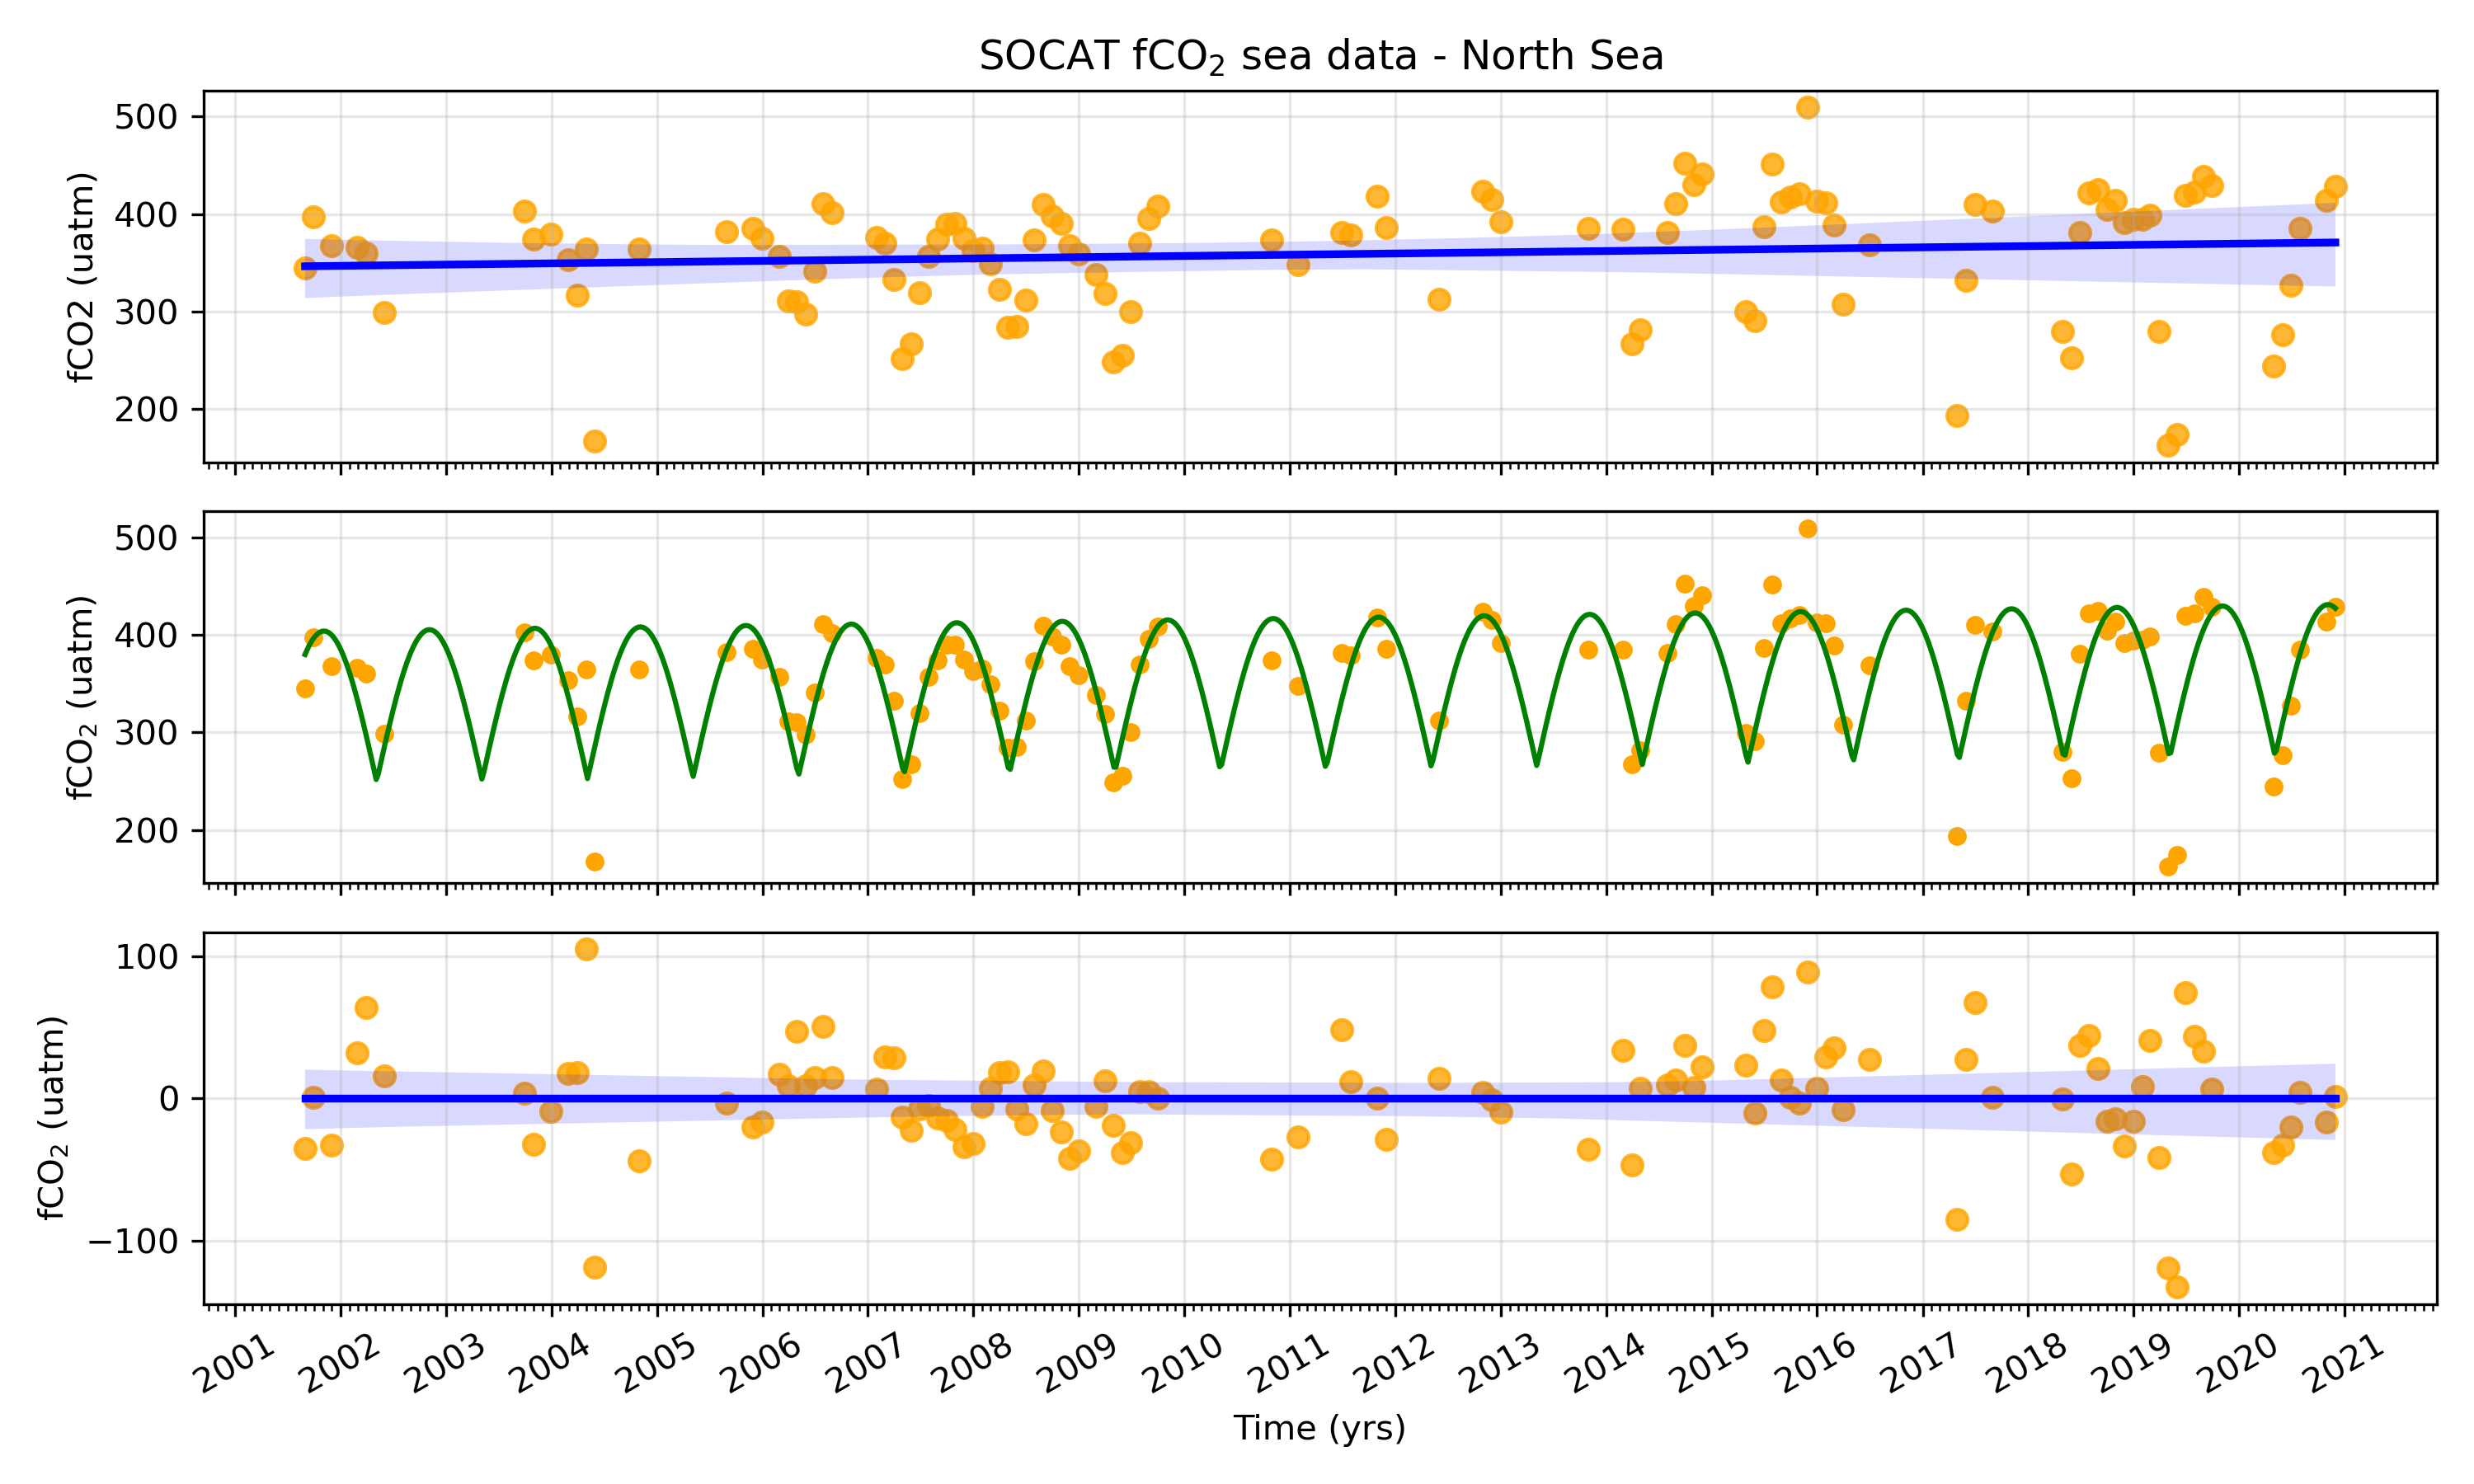 SOCAT fCO₂ sea data - North Sea
fCO2 (uatm)
500
400
300
200
fCO₂ (uatm)
500
400
300
200
fCO₂ (uatm)
100
0
−100
2001 2002 2003 2004 2005 2006 2007 2008 2009 2010 2011 2012 2013 2014 2015 2016 2017 2018 2019 2020 2021
Time (yrs)